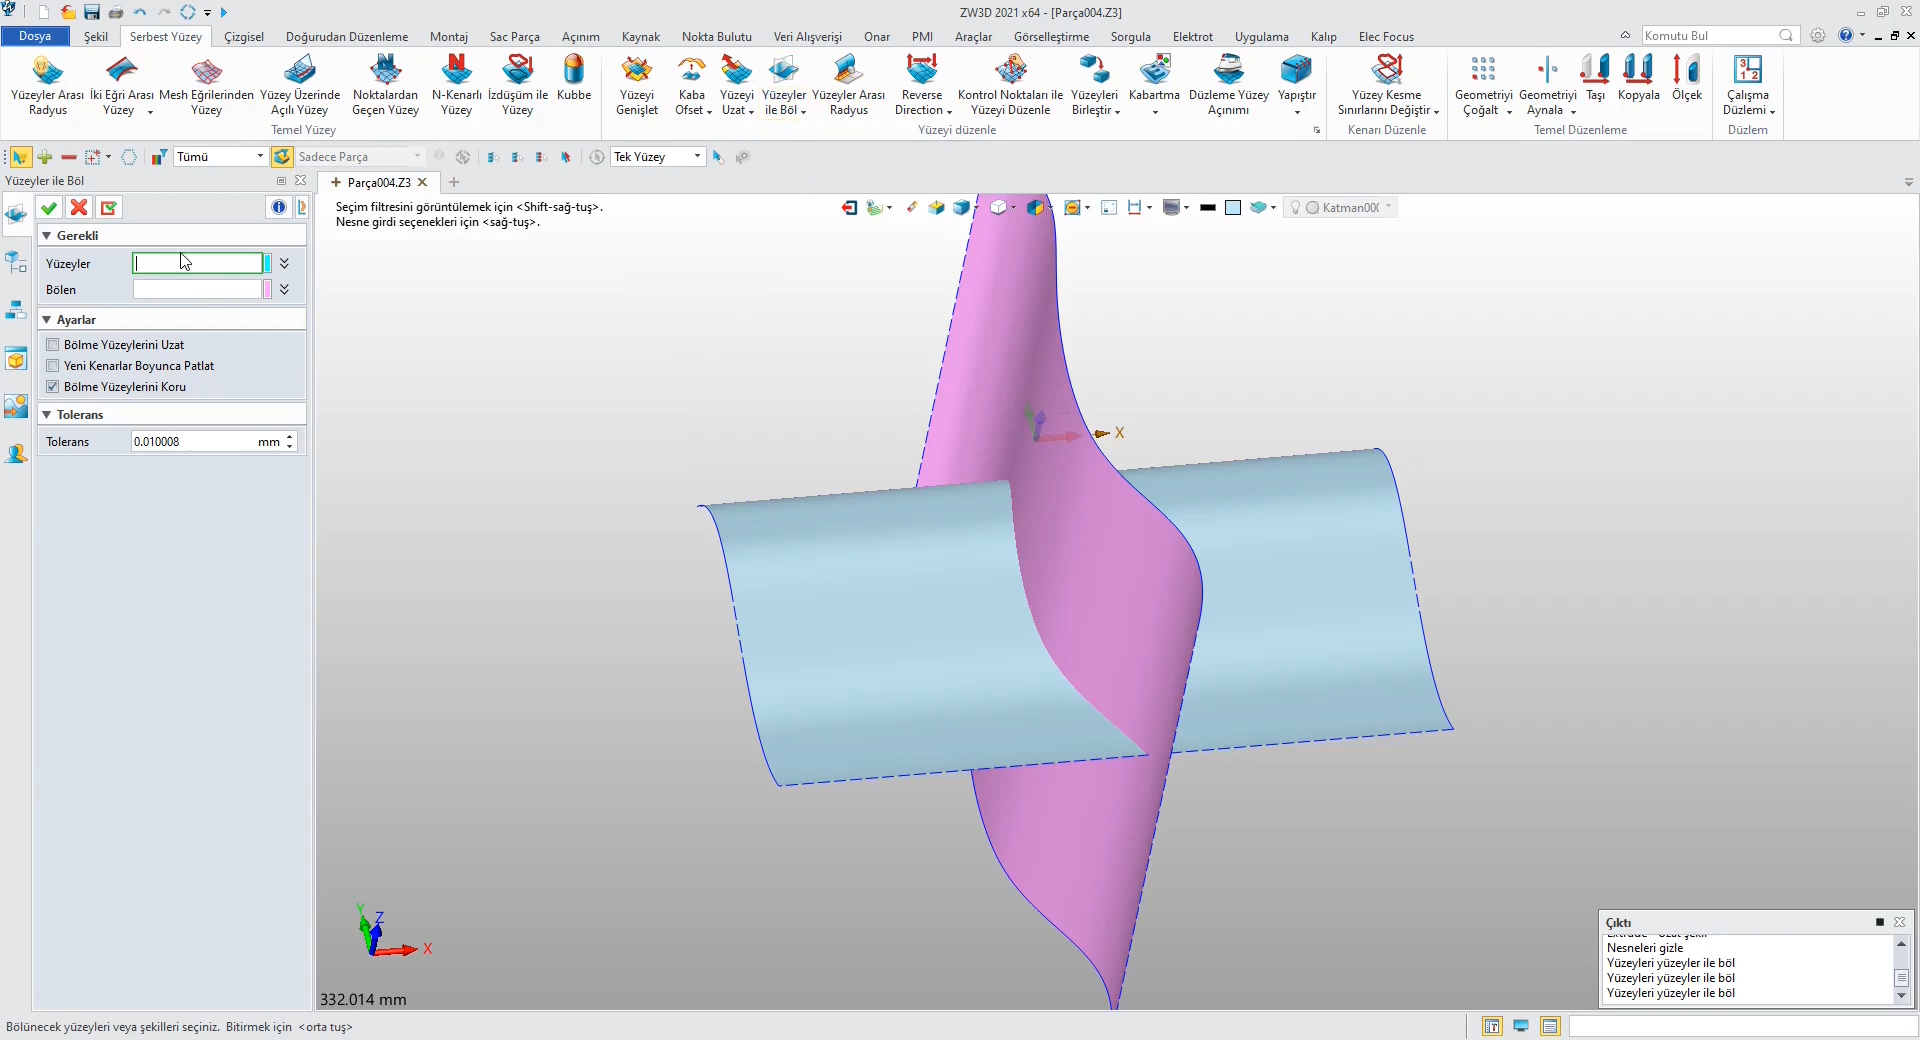 ZW3D 2021 x64 - [Parça004.Z3]
Dosya Şekil Serbest Yüzey Çizgisel Doğurudan Düzenleme Montaj Sac Parça Açınım Kaynak Nokta Bulutu Veri Alışverişi Onar PMI Araçlar Görselleştirme Sorgula Elektrot Uygulama Kalıp Elec Focus Komutu Bul
Yüzeyler Arası Radyus
İki Eğri Arası Yüzey
Mesh Eğrilerinden Yüzey
Yüzey Üzerinde Açılı Yüzey
Noktalardan Geçen Yüzey
N-Kenarlı Yüzey
İzdüşüm ile Yüzey
Kubbe
Yüzeyi Genişlet
Kaba Ofset
Yüzeyi Uzat
Yüzeyler ile Böl
Yüzeyler Arası Radyus
Reverse Direction
Kontrol Noktaları ile Yüzeyi Düzenle
Yüzeyleri Birleştir
Kabartma
Düzleme Yüzey Açınımı
Yapıştır
Yüzey Kesme Sınırlarını Değiştir
Geometriyi Çoğalt
Geometriyi Aynala
Taşı
Kopyala
Ölçek
Çalışma Düzlemi
Temel Yüzey Yüzeyi düzenle Kenarı Düzenle Temel Düzenleme Düzlem
Tümü Sadece Parça Tek Yüzey
Yüzeyler ile Böl
Parça004.Z3
Seçim filtresini görüntülemek için <Shift-sağ-tuş>.
Nesne girdi seçenekleri için <sağ-tuş>.
Katman000
Gerekli
Yüzeyler
Bölen
Ayarlar
Bölme Yüzeylerini Uzat
Yeni Kenarlar Boyunca Patlat
Bölme Yüzeylerini Koru
Tolerans
Tolerans 0.010008 mm
X
Y
Z
X
332.014 mm
Çıktı
Nesneleri gizle
Yüzeyleri yüzeyler ile böl
Yüzeyleri yüzeyler ile böl
Yüzeyleri yüzeyler ile böl
Bölünecek yüzeyleri veya şekilleri seçiniz. Bitirmek için <orta tuş>